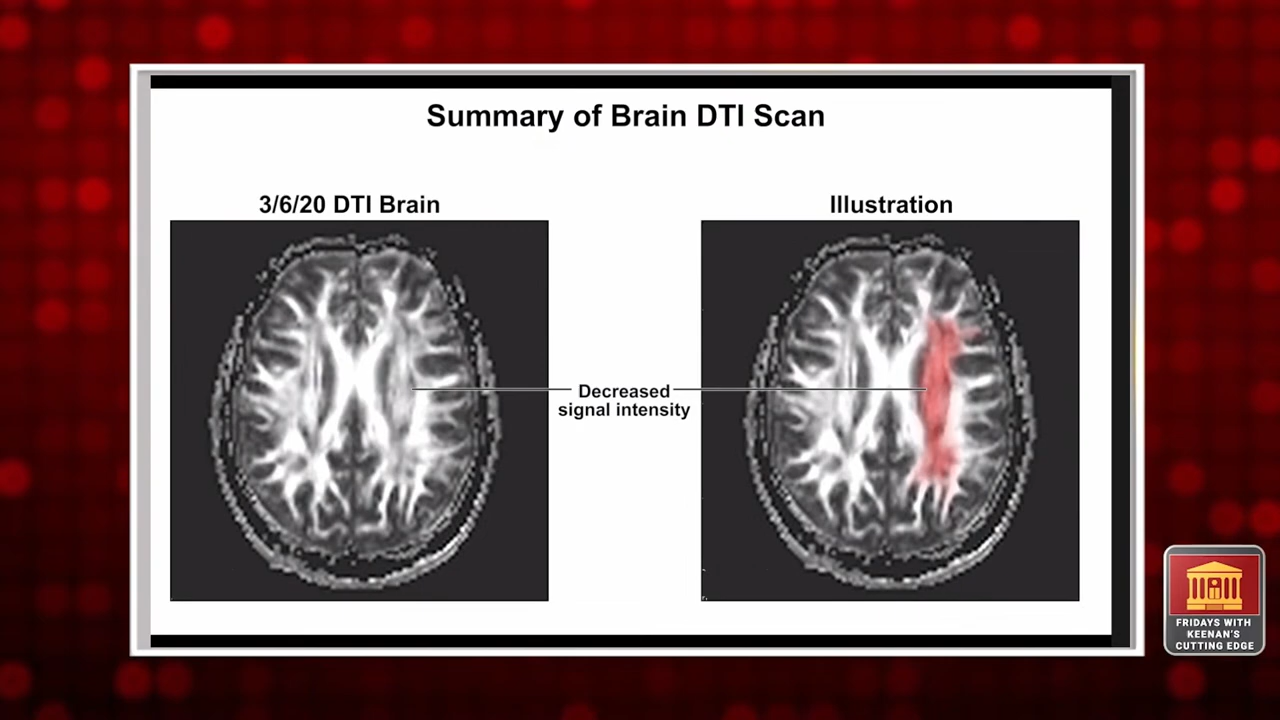 Summary of Brain DTI Scan
3/6/20 DTI Brain
Illustration
Decreased
signal intensity
FRIDAYS WITH
KEENAN'S
CUTTING EDGE